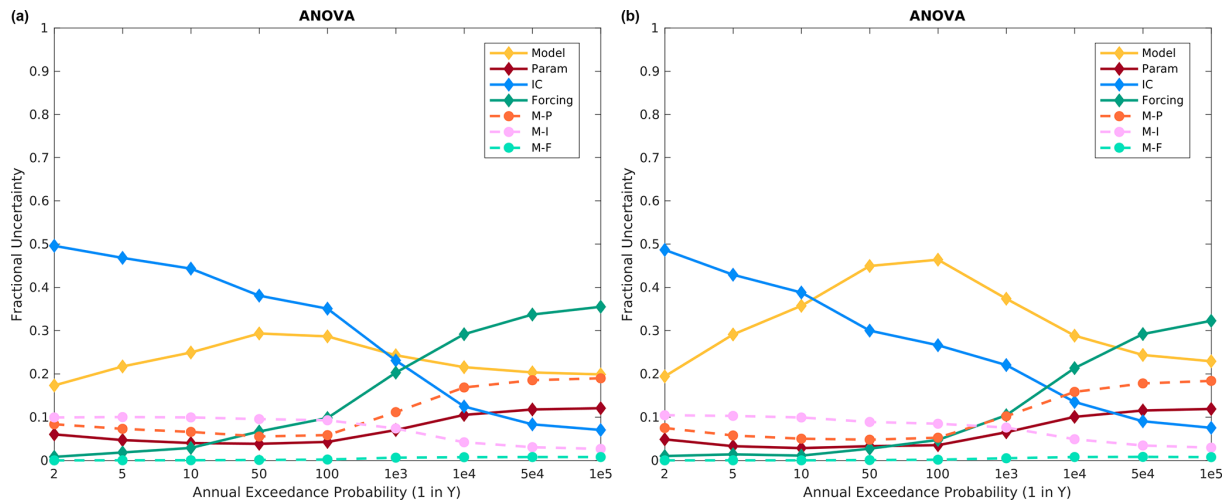 (a)
ANOVA
1
0.9
0.8
0.7
0.6
0.5
0.4
0.3
0.2
0.1
0
Fractional Uncertainty
Model
Param
IC
Forcing
M-P
M-I
M-F
2 5 10 50 100 1e3 1e4 5e4 1e5
Annual Exceedance Probability (1 in Y)
(b)
ANOVA
1
0.9
0.8
0.7
0.6
0.5
0.4
0.3
0.2
0.1
0
Fractional Uncertainty
Model
Param
IC
Forcing
M-P
M-I
M-F
2 5 10 50 100 1e3 1e4 5e4 1e5
Annual Exceedance Probability (1 in Y)